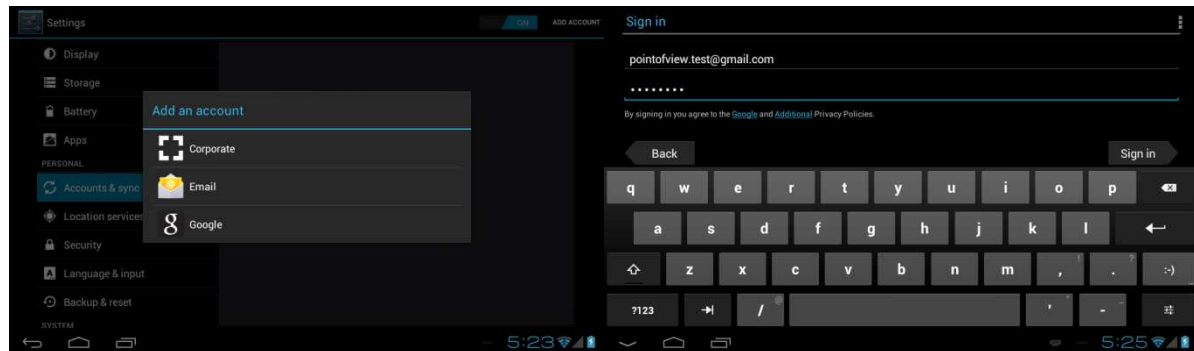 Settings
ON
ADD ACCOUNT
Display
Storage
Battery
Apps
PERSONAL
Accounts & sync
Location services
Security
Language & input
Backup & reset
SYSTEM
Add an account
Corporate
Email
Google
5:23
Sign in
pointofview.test@gmail.com
By signing in you agree to the Google and Additional Privacy Policies.
Back
Sign in
q w e r t y u i o p
a s d f g h j k l
z x c v b n m , ! . ? :-)
?123 / @ ' " - _
5:25